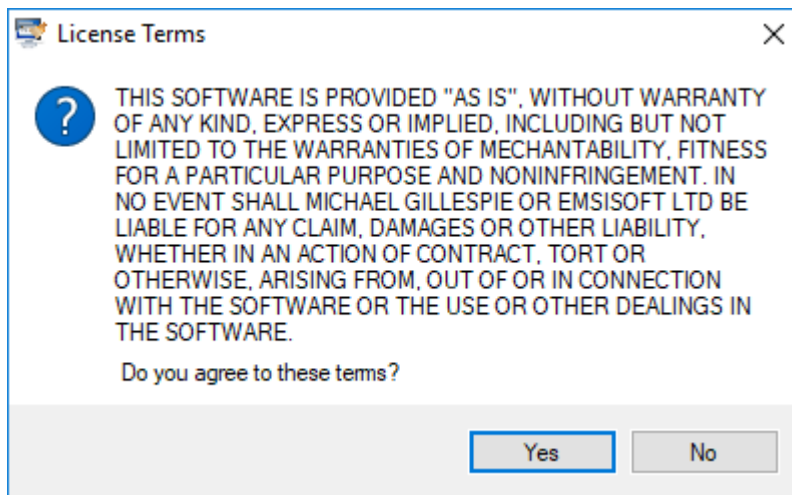 License Terms
THIS SOFTWARE IS PROVIDED "AS IS", WITHOUT WARRANTY
OF ANY KIND, EXPRESS OR IMPLIED, INCLUDING BUT NOT
LIMITED TO THE WARRANTIES OF MECHANTABILITY, FITNESS
FOR A PARTICULAR PURPOSE AND NONINFRINGEMENT. IN
NO EVENT SHALL MICHAEL GILLESPIE OR EMSISOFT LTD BE
LIABLE FOR ANY CLAIM, DAMAGES OR OTHER LIABILITY,
WHETHER IN AN ACTION OF CONTRACT, TORT OR
OTHERWISE, ARISING FROM, OUT OF OR IN CONNECTION
WITH THE SOFTWARE OR THE USE OR OTHER DEALINGS IN
THE SOFTWARE.
Do you agree to these terms?
Yes No